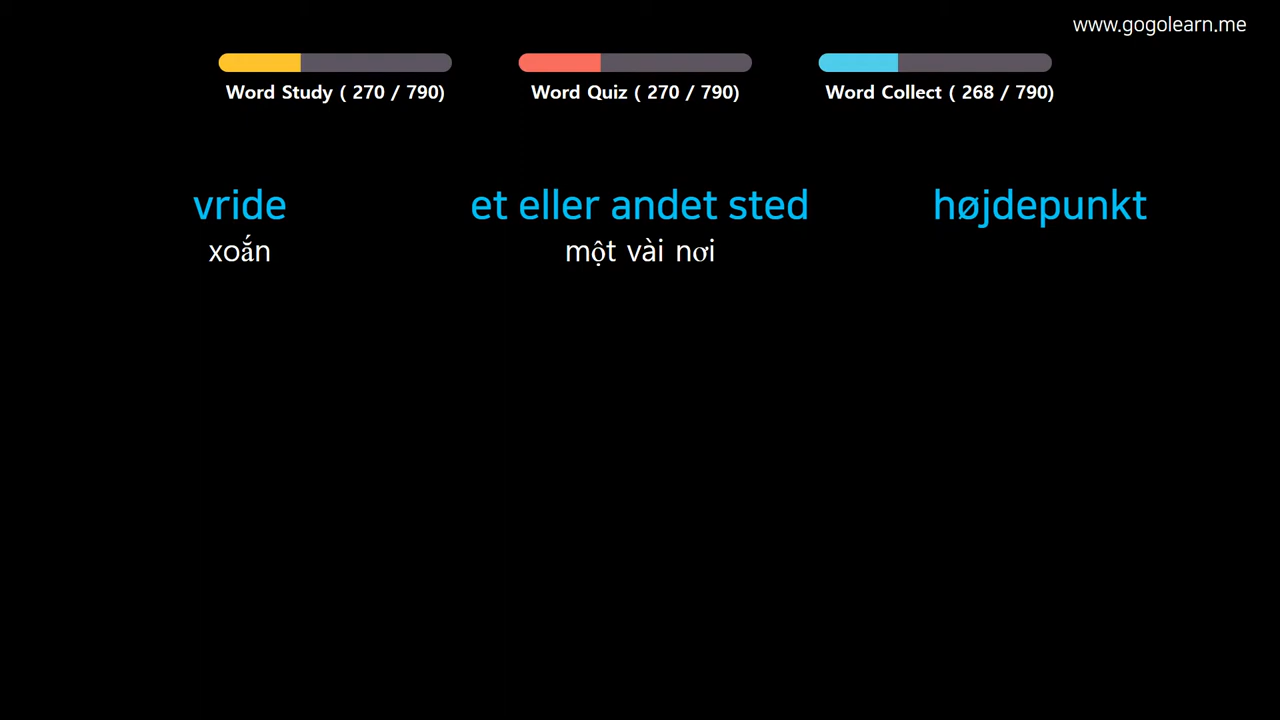 www.gogolearn.me
Word Study ( 270 / 790)
Word Quiz ( 270 / 790)
Word Collect ( 268 / 790)
vride
xoắn
et eller andet sted
một vài nơi
højdepunkt